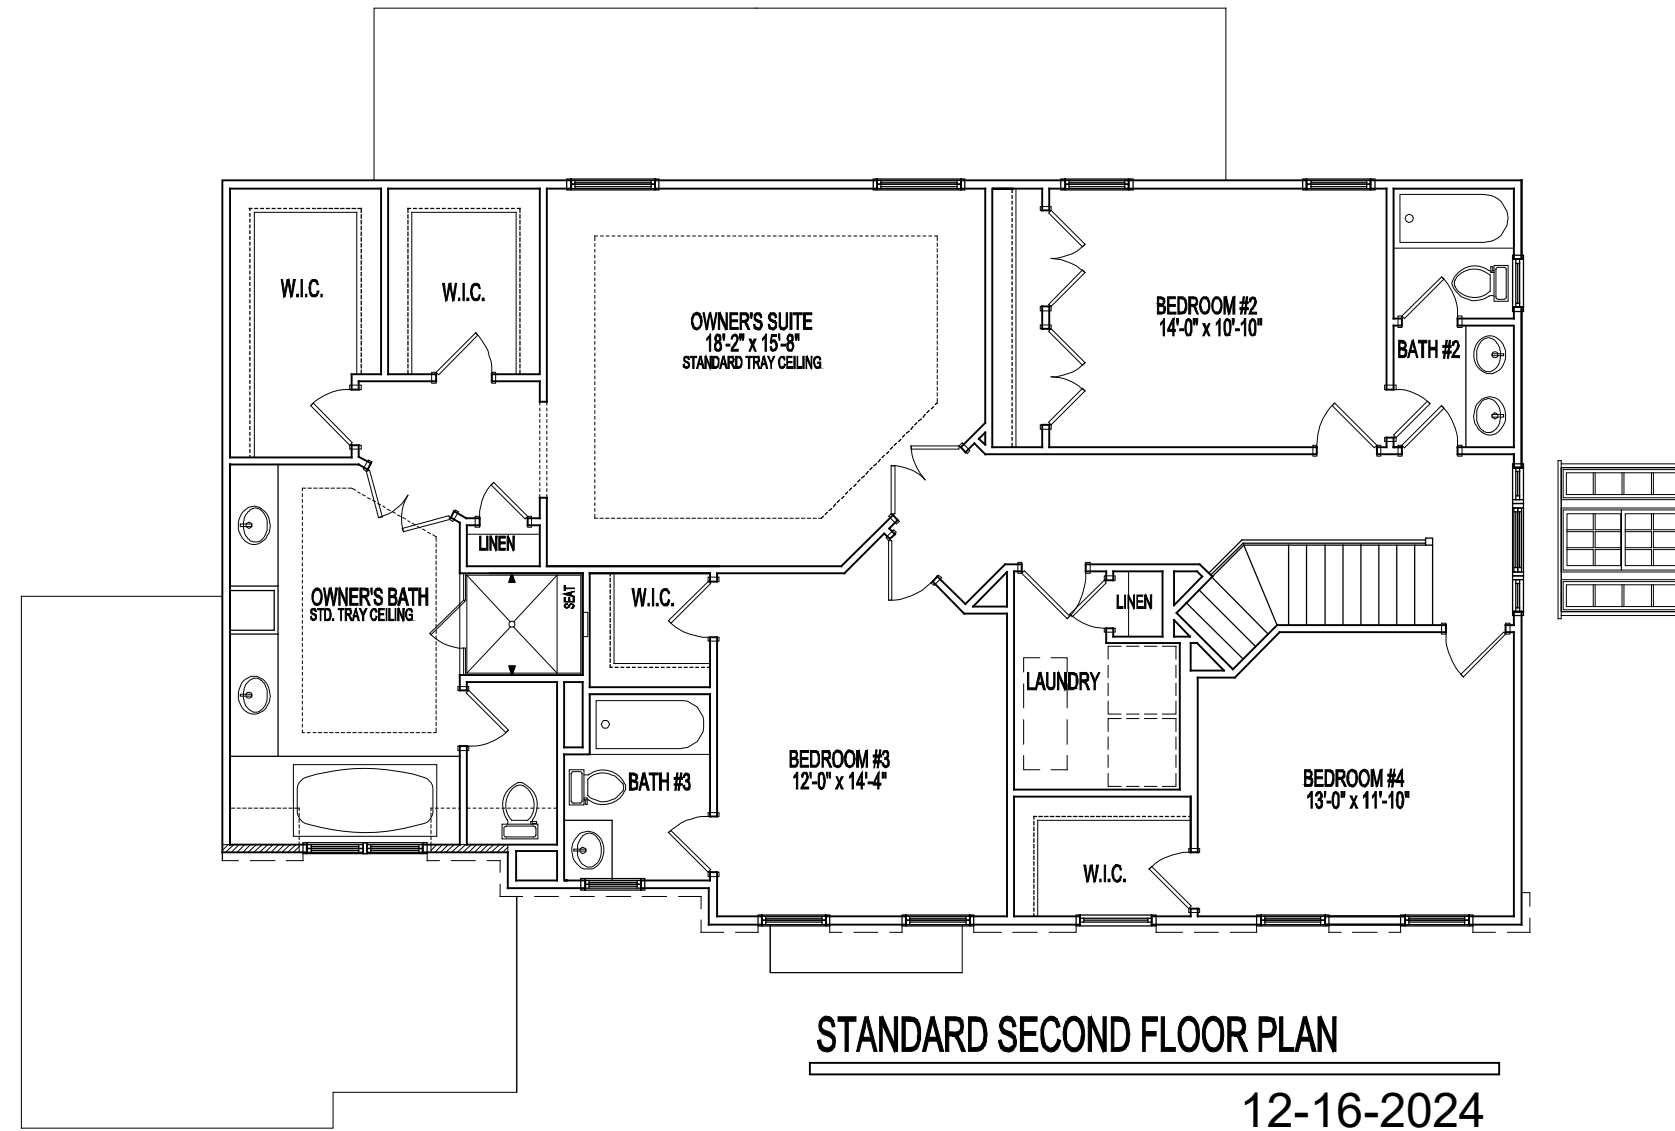 W.I.C.
W.I.C.
OWNER'S SUITE
18'-2" x 15'-8"
STANDARD TRAY CEILING
BEDROOM #2
14'-0" x 10'-10"
BATH #2
LINEN
OWNER'S BATH
STD. TRAY CEILING
SEAT
W.I.C.
LINEN
LAUNDRY
BEDROOM #3
12'-0" x 14'-4"
BATH #3
BEDROOM #4
13'-0" x 11'-10"
W.I.C.
STANDARD SECOND FLOOR PLAN
12-16-2024